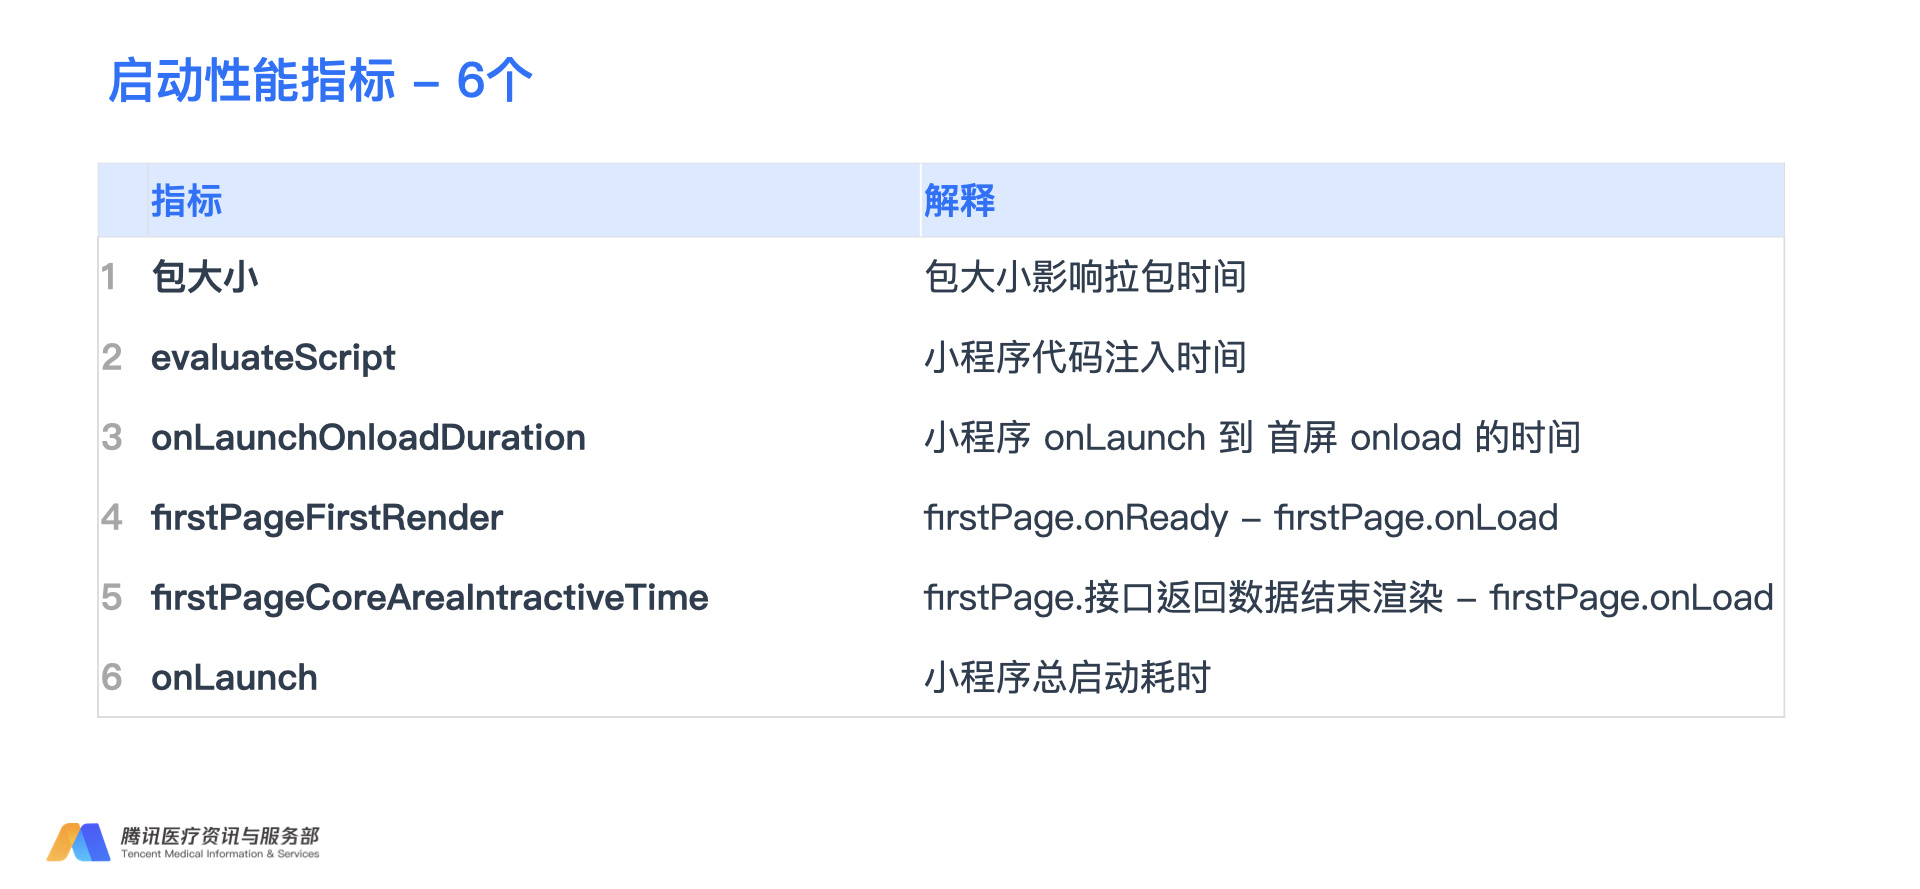 启动性能指标 – 6个
指标 解释
1 包大小 包大小影响拉包时间
2 evaluateScript 小程序代码注入时间
3 onLaunchOnloadDuration 小程序 onLaunch 到 首屏 onload 的时间
4 firstPageFirstRender firstPage.onReady – firstPage.onLoad
5 firstPageCoreAreaIntractiveTime firstPage.接口返回数据结束渲染 – firstPage.onLoad
6 onLaunch 小程序总启动耗时
腾讯医疗资讯与服务部
Tencent Medical Information & Services